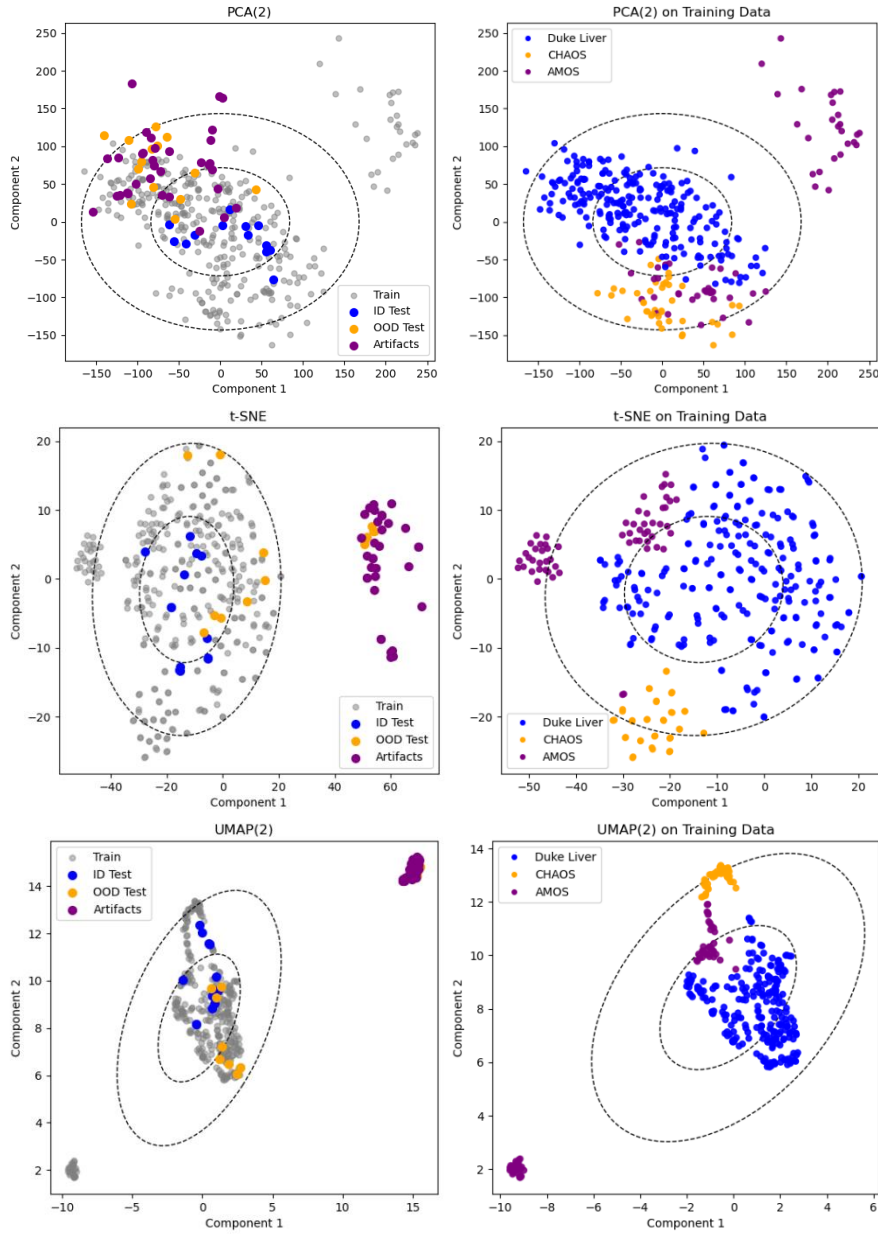 PCA(2)
250
200
150
100
50
0
−50
−100
−150
Component 2
−150 −100 −50 0 50 100 150 200 250
Component 1
Train
ID Test
OOD Test
Artifacts
PCA(2) on Training Data
250
200
150
100
50
0
−50
−100
−150
Component 2
−150 −100 −50 0 50 100 150 200 250
Component 1
Duke Liver
CHAOS
AMOS
t-SNE
20
10
0
−10
−20
Component 2
−40 −20 0 20 40 60
Component 1
Train
ID Test
OOD Test
Artifacts
t-SNE on Training Data
20
10
0
−10
−20
Component 2
−50 −40 −30 −20 −10 0 10 20
Component 1
Duke Liver
CHAOS
AMOS
UMAP(2)
14
12
10
8
6
4
2
Component 2
−10 −5 0 5 10 15
Component 1
Train
ID Test
OOD Test
Artifacts
UMAP(2) on Training Data
14
12
10
8
6
4
2
Component 2
−10 −8 −6 −4 −2 0 2 4 6
Component 1
Duke Liver
CHAOS
AMOS